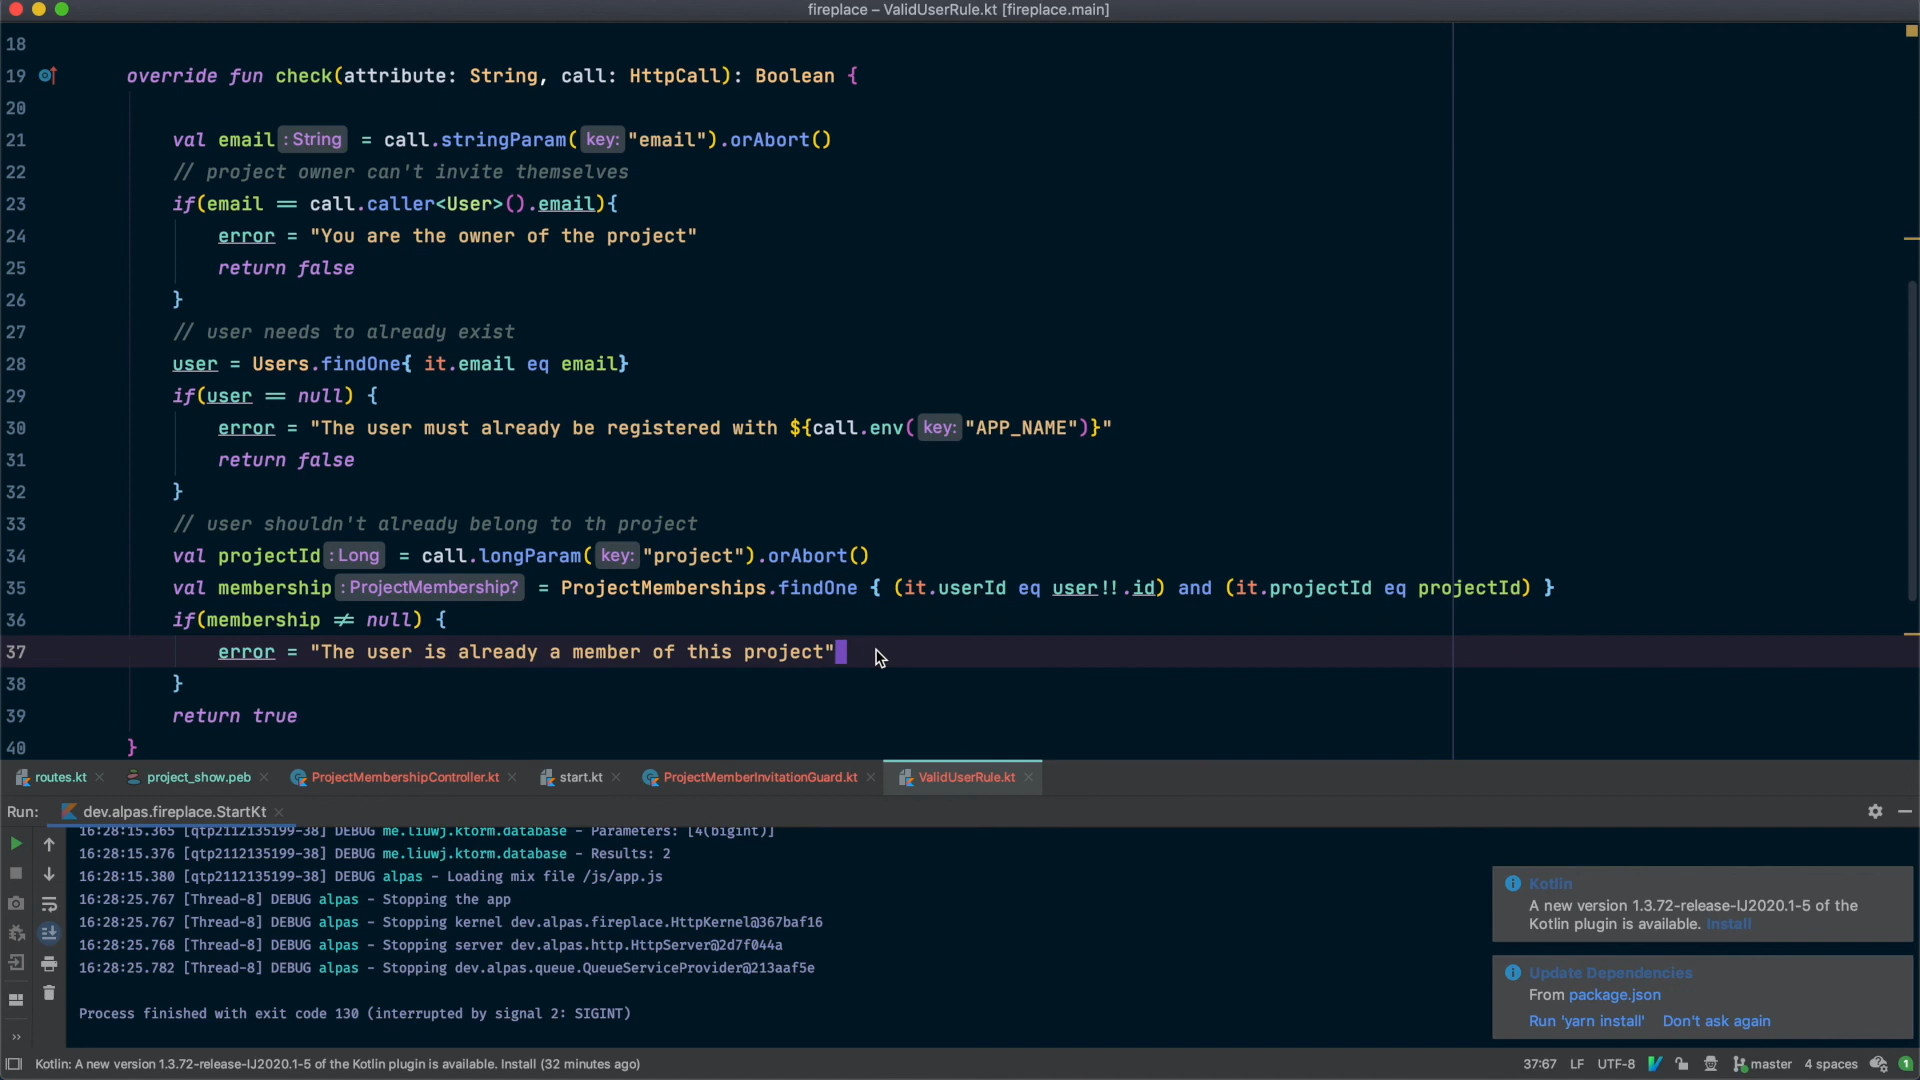 fireplace – ValidUserRule.kt [fireplace.main]
18
19 override fun check(attribute: String, call: HttpCall): Boolean {
20
21 val email : String = call.stringParam( key: "email").orAbort()
22 // project owner can't invite themselves
23 if(email == call.caller<User>().email){
24 error = "You are the owner of the project"
25 return false
26 }
27 // user needs to already exist
28 user = Users.findOne{ it.email eq email}
29 if(user == null) {
30 error = "The user must already be registered with ${call.env( key: "APP_NAME")}"
31 return false
32 }
33 // user shouldn't already belong to th project
34 val projectId : Long = call.longParam( key: "project").orAbort()
35 val membership : ProjectMembership? = ProjectMemberships.findOne { (it.userId eq user!!.id) and (it.projectId eq projectId) }
36 if(membership ≠ null) {
37 error = "The user is already a member of this project"
38 }
39 return true
40 }
routes.kt project_show.peb ProjectMembershipController.kt start.kt ProjectMemberInvitationGuard.kt ValidUserRule.kt
Run: dev.alpas.fireplace.StartKt
16:28:15.365 [qtp2112135199-38] DEBUG me.liuwj.ktorm.database - Parameters: [4(bigint)]
16:28:15.376 [qtp2112135199-38] DEBUG me.liuwj.ktorm.database - Results: 2
16:28:15.380 [qtp2112135199-38] DEBUG alpas - Loading mix file /js/app.js
16:28:25.767 [Thread-8] DEBUG alpas - Stopping the app
16:28:25.767 [Thread-8] DEBUG alpas - Stopping kernel dev.alpas.fireplace.HttpKernel@367baf16
16:28:25.768 [Thread-8] DEBUG alpas - Stopping server dev.alpas.http.HttpServer@2d7f044a
16:28:25.782 [Thread-8] DEBUG alpas - Stopping dev.alpas.queue.QueueServiceProvider@213aaf5e
Process finished with exit code 130 (interrupted by signal 2: SIGINT)
Kotlin
A new version 1.3.72-release-IJ2020.1-5 of the
Kotlin plugin is available. Install
Update Dependencies
From package.json
Run 'yarn install' Don't ask again
Kotlin: A new version 1.3.72-release-IJ2020.1-5 of the Kotlin plugin is available. Install (32 minutes ago)
37:67 LF UTF-8 master 4 spaces 1